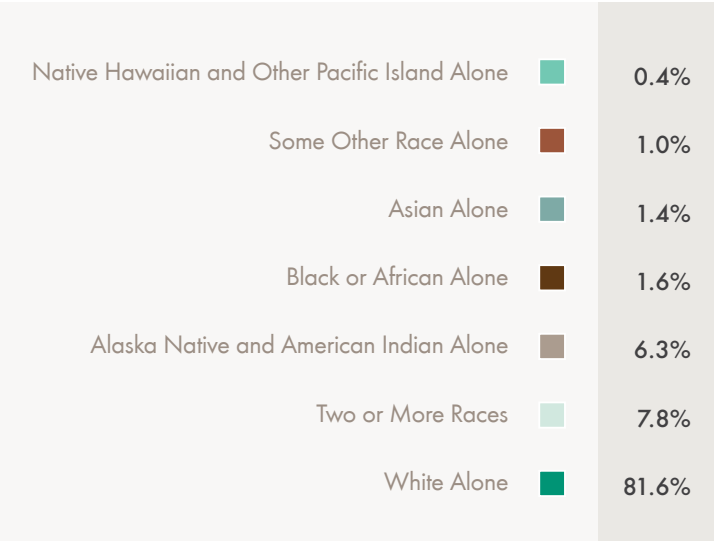 Native Hawaiian and Other Pacific Island Alone 0.4%
Some Other Race Alone 1.0%
Asian Alone 1.4%
Black or African Alone 1.6%
Alaska Native and American Indian Alone 6.3%
Two or More Races 7.8%
White Alone 81.6%